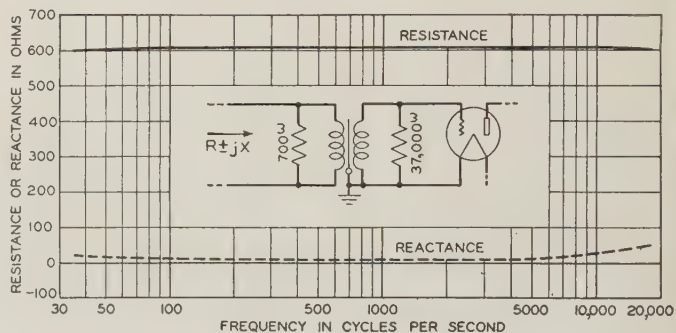 RESISTANCE OR REACTANCE IN OHMS
700
600
500
400
300
200
100
0
-100
RESISTANCE
R±jX
700ω
37,000ω
REACTANCE
30 50 100 500 1000 5000 10,000 20,000
FREQUENCY IN CYCLES PER SECOND